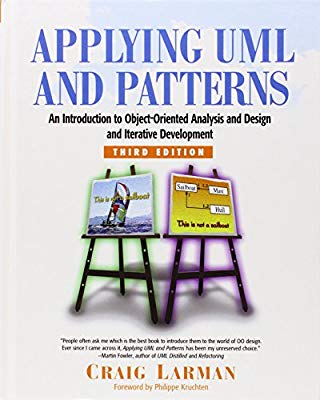 APPLYING UML
AND PATTERNS
An Introduction to Object-Oriented Analysis and Design
and Iterative Development
THIRD EDITION
This is not a sailboat
Sailboat Mast
Hull
This is not a sailboat
"People often ask me which is the best book to introduce them to the world of OO design.
Ever since I came across it, Applying UML and Patterns has been my unreserved choice."
—Martin Fowler, author of UML Distilled and Refactoring
CRAIG LARMAN
Foreword by Philippe Kruchten